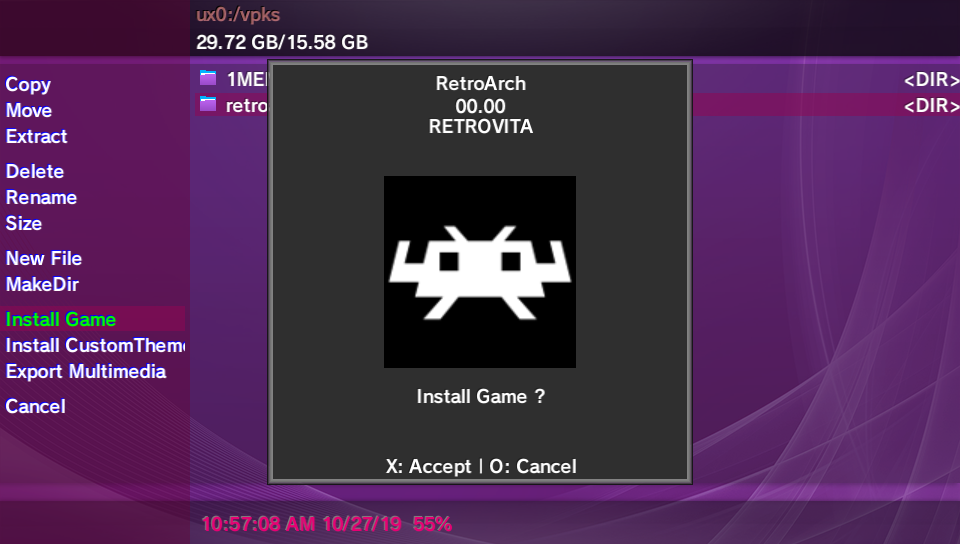 ux0:/vpks
29.72 GB/15.58 GB
Copy
Move
Extract
Delete
Rename
Size
New File
MakeDir
Install Game
Install CustomTheme
Export Multimedia
Cancel
1ME
<DIR>
retro
<DIR>
RetroArch
00.00
RETROVITA
Install Game ?
X: Accept | O: Cancel
10:57:08 AM 10/27/19 55%